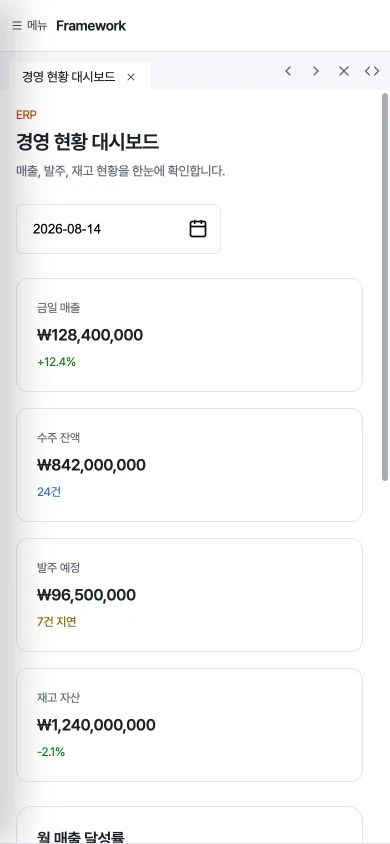 메뉴 Framework
경영 현황 대시보드
ERP
경영 현황 대시보드
매출, 발주, 재고 현황을 한눈에 확인합니다.
2026-08-14
금일 매출
₩128,400,000
+12.4%
수주 잔액
₩842,000,000
24건
발주 예정
₩96,500,000
7건 지연
재고 자산
₩1,240,000,000
-2.1%
월 매출 달성률